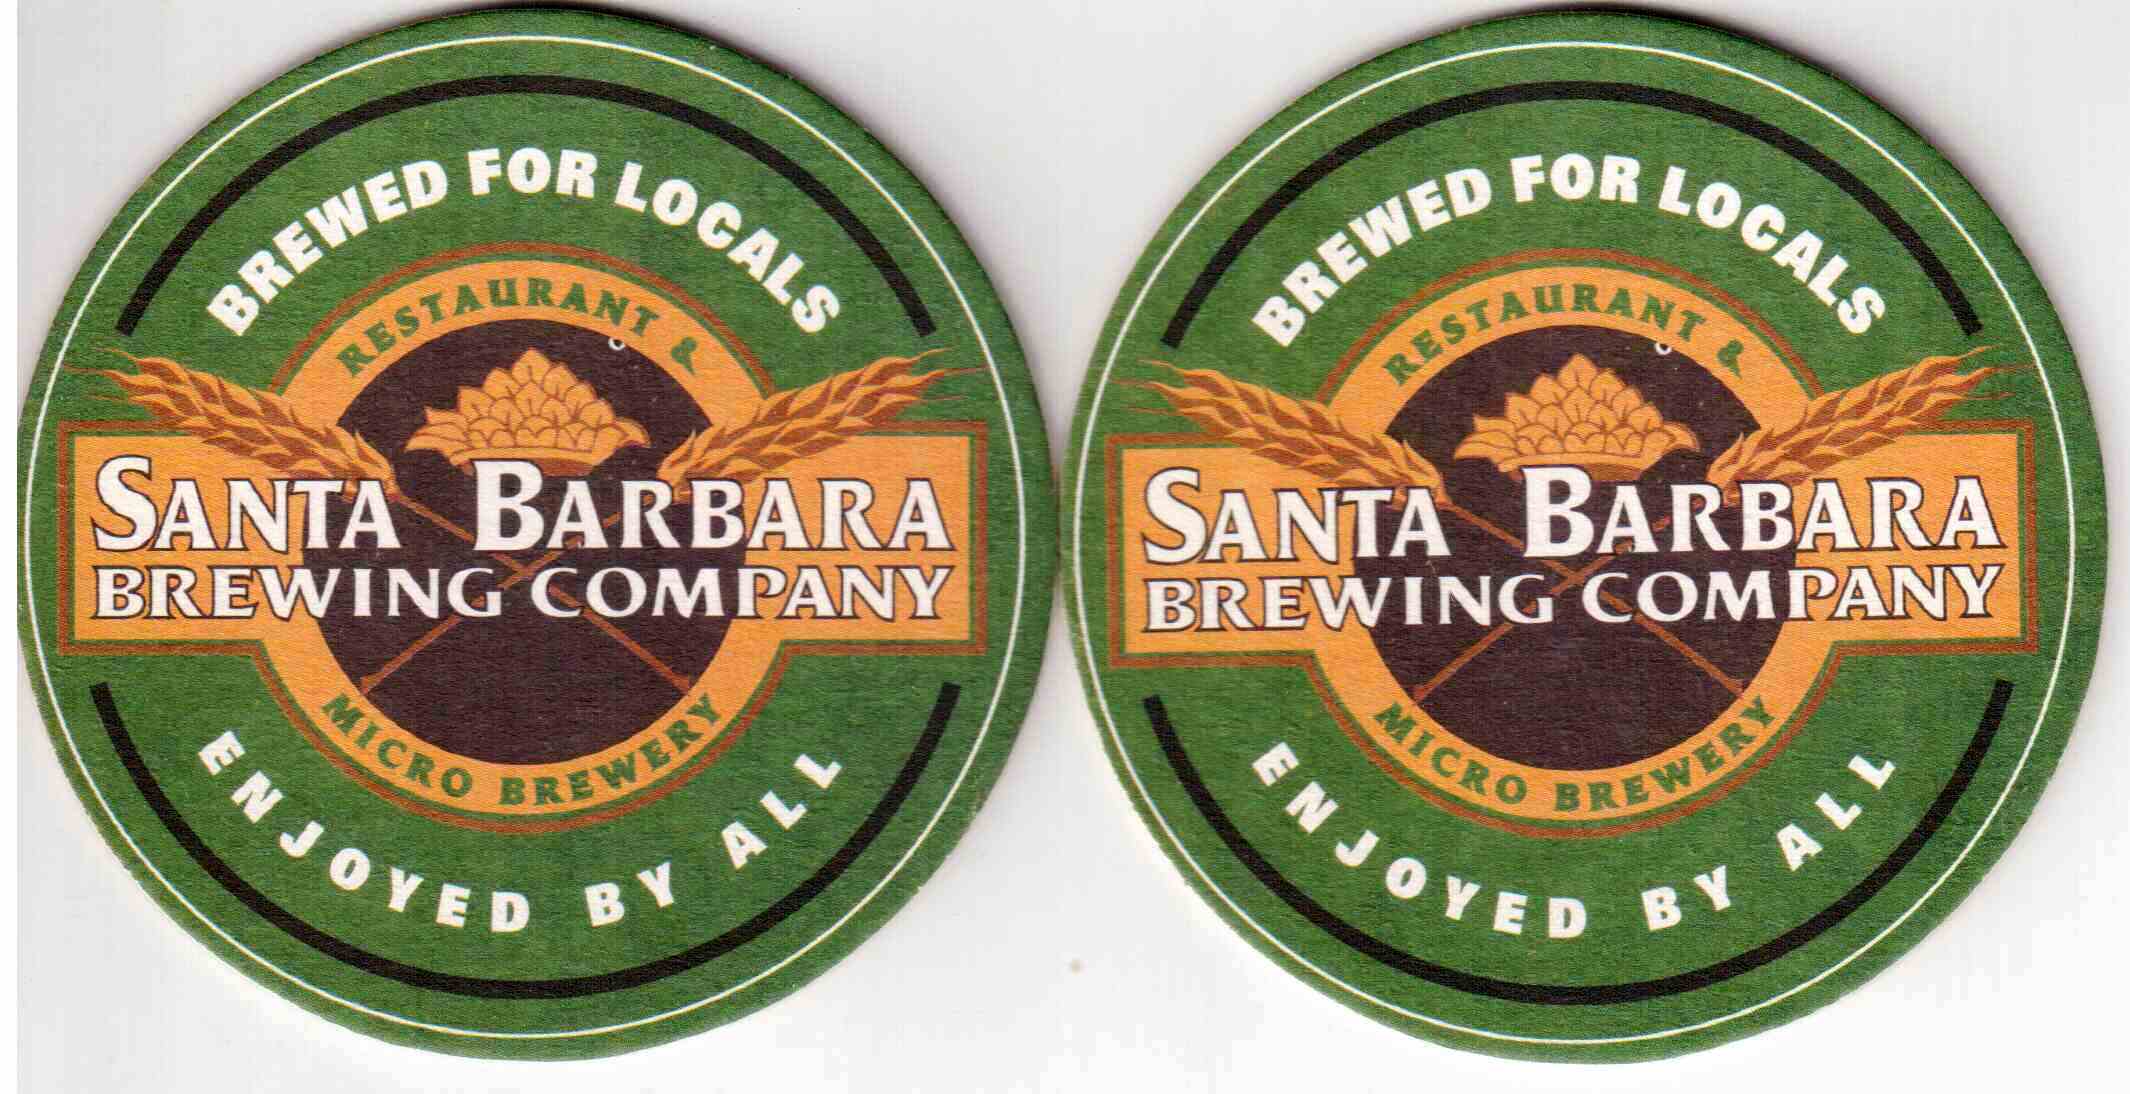 BREWED FOR LOCALS
RESTAURANT &
SANTA BARBARA
BREWING COMPANY
MICRO BREWERY
ENJOYED BY ALL
BREWED FOR LOCALS
RESTAURANT &
SANTA BARBARA
BREWING COMPANY
MICRO BREWERY
ENJOYED BY ALL